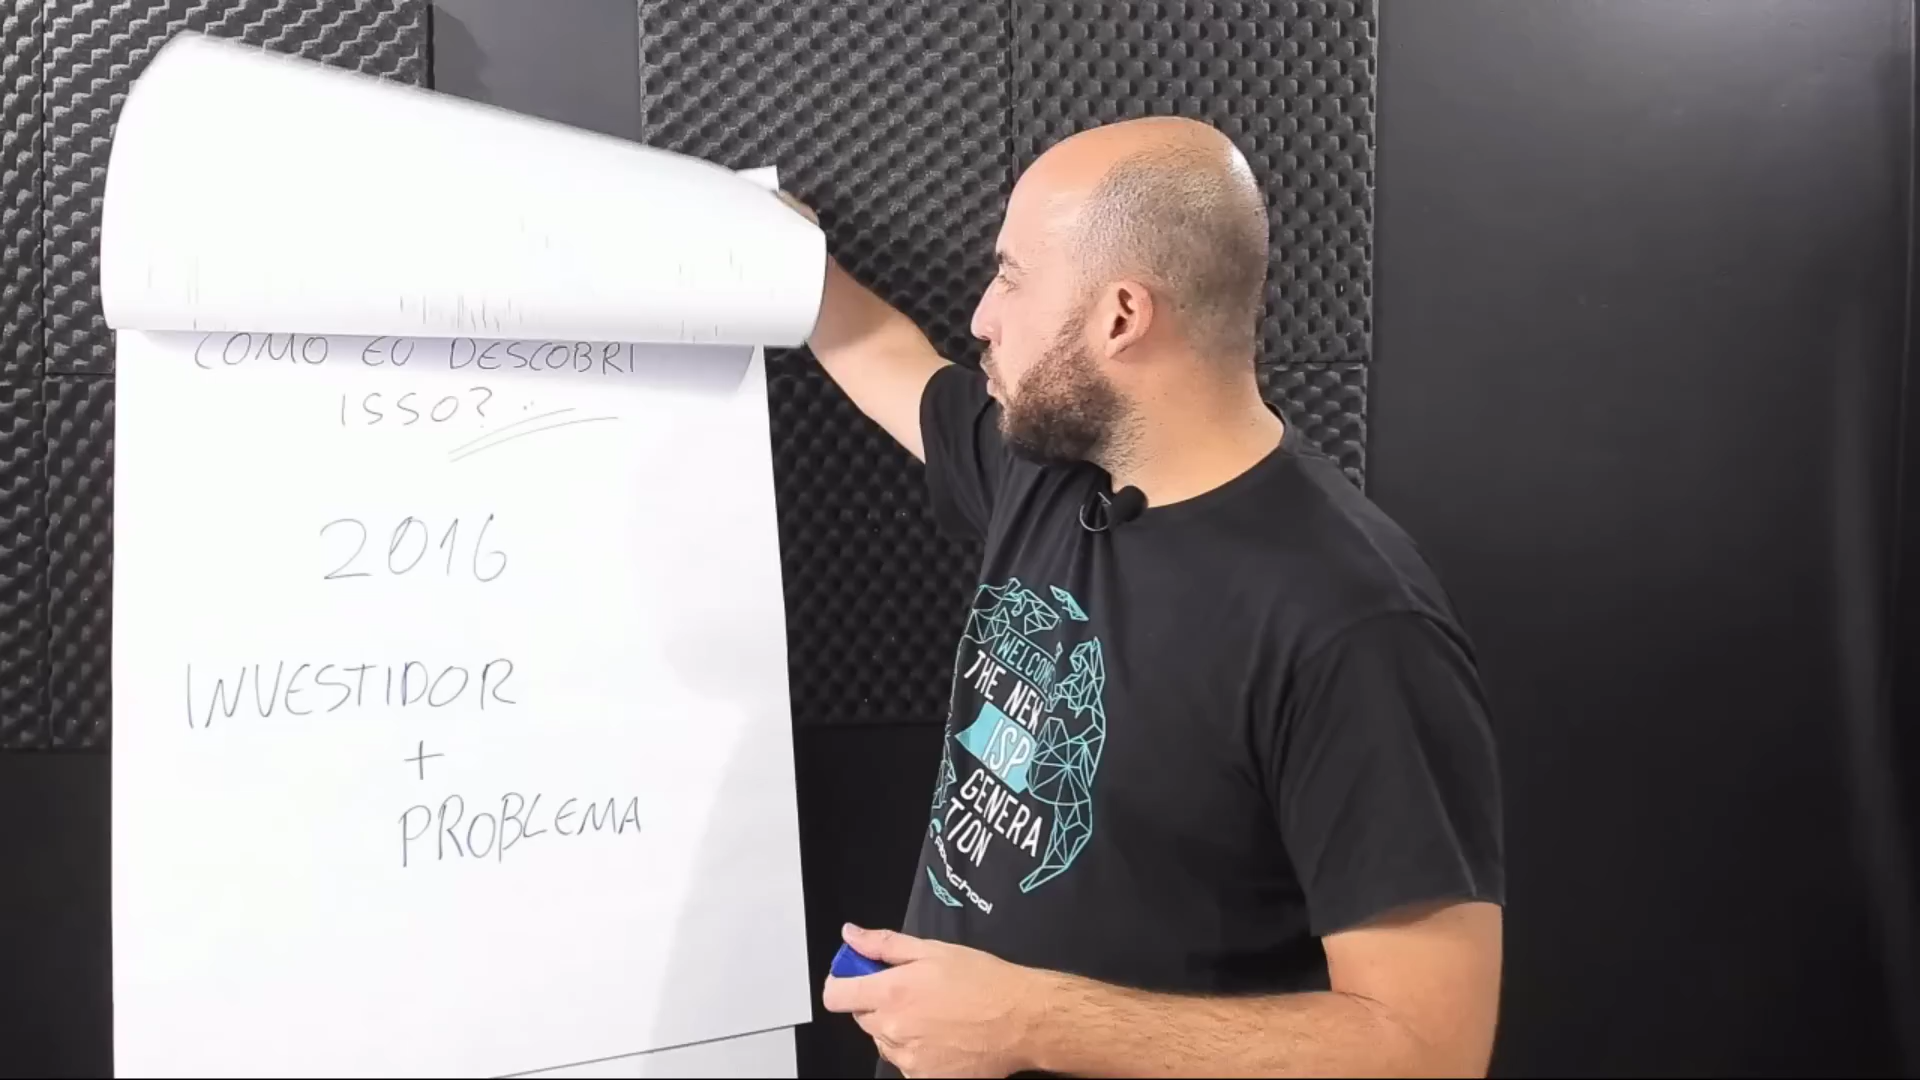 COMO EU DESCOBRI
ISSO?
2016
INVESTIDOR
+
PROBLEMA
WELCOME
THE NEW
ISP
GENERA
TION